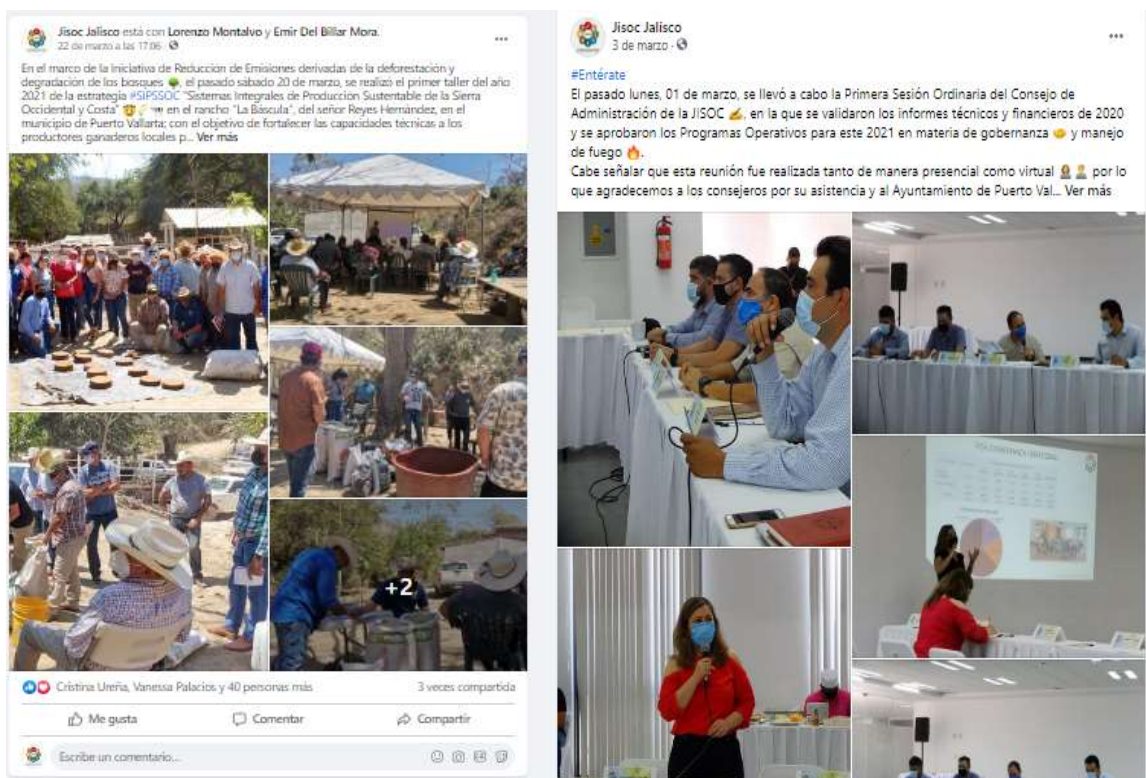 Jisoc Jalisco está con Lorenzo Montalvo y Emir Del Billar Mora.
22 de marzo a las 17:06 ·
En el marco de la Iniciativa de Reducción de Emisiones derivadas de la deforestación y
degradación de los bosques 🌳, el pasado sábado 20 de marzo, se realizó el primer taller del año
2021 de la estrategia #SIPSSOC "Sistemas Integrales de Producción Sustentable de la Sierra
Occidental y Costa" en el rancho "La Báscula", del señor Reyes Hernández, en el
municipio de Puerto Vallarta; con el objetivo de fortalecer las capacidades técnicas a los
productores ganaderos locales p... Ver más
+2
Cristina Ureña, Vanessa Palacios y 40 personas más
3 veces compartida
Me gusta
Comentar
Compartir
Escribe un comentario...
Jisoc Jalisco
3 de marzo ·
#Entérate
El pasado lunes, 01 de marzo, se llevó a cabo la Primera Sesión Ordinaria del Consejo de
Administración de la JISOC ✍, en la que se validaron los informes técnicos y financieros de 2020
y se aprobaron los Programas Operativos para este 2021 en materia de gobernanza 🤝 y manejo
de fuego 🔥.
Cabe señalar que esta reunión fue realizada tanto de manera presencial como virtual por lo
que agradecemos a los consejeros por su asistencia y al Ayuntamiento de Puerto Val... Ver más